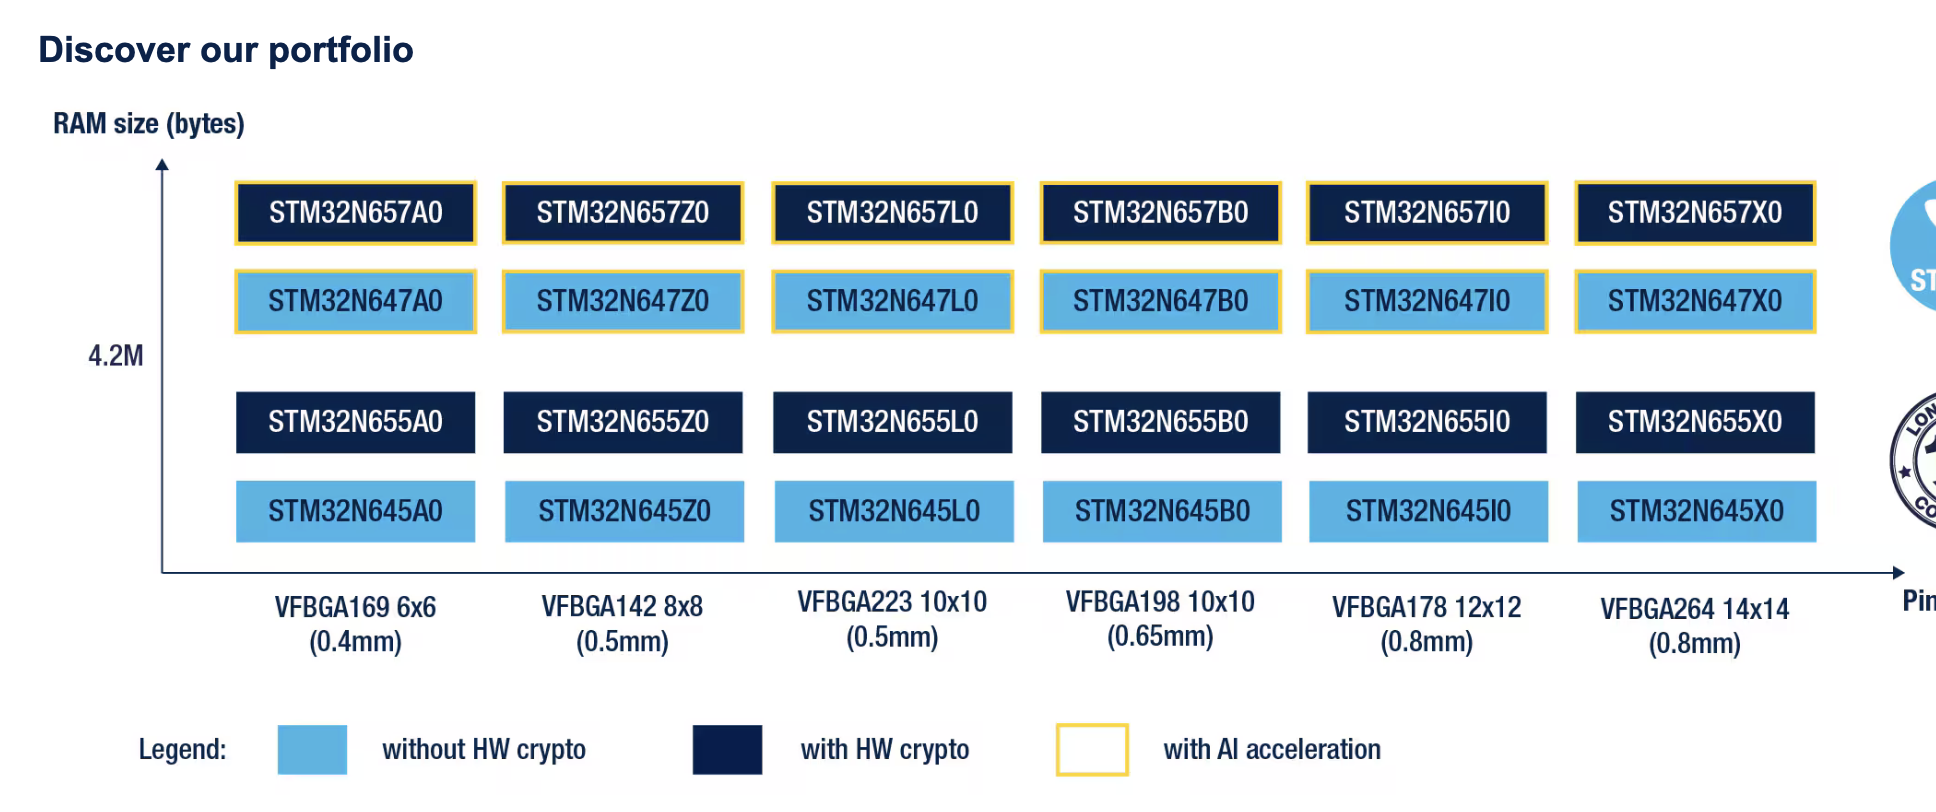 Discover our portfolio
RAM size (bytes)
STM32N657A0 STM32N657Z0 STM32N657L0 STM32N657B0 STM32N657I0 STM32N657X0
STM32N647A0 STM32N647Z0 STM32N647L0 STM32N647B0 STM32N647I0 STM32N647X0
4.2M
STM32N655A0 STM32N655Z0 STM32N655L0 STM32N655B0 STM32N655I0 STM32N655X0
STM32N645A0 STM32N645Z0 STM32N645L0 STM32N645B0 STM32N645I0 STM32N645X0
VFBGA169 6x6 VFBGA142 8x8 VFBGA223 10x10 VFBGA198 10x10 VFBGA178 12x12 VFBGA264 14x14
(0.4mm) (0.5mm) (0.5mm) (0.65mm) (0.8mm) (0.8mm)
Legend: without HW crypto with HW crypto with AI acceleration